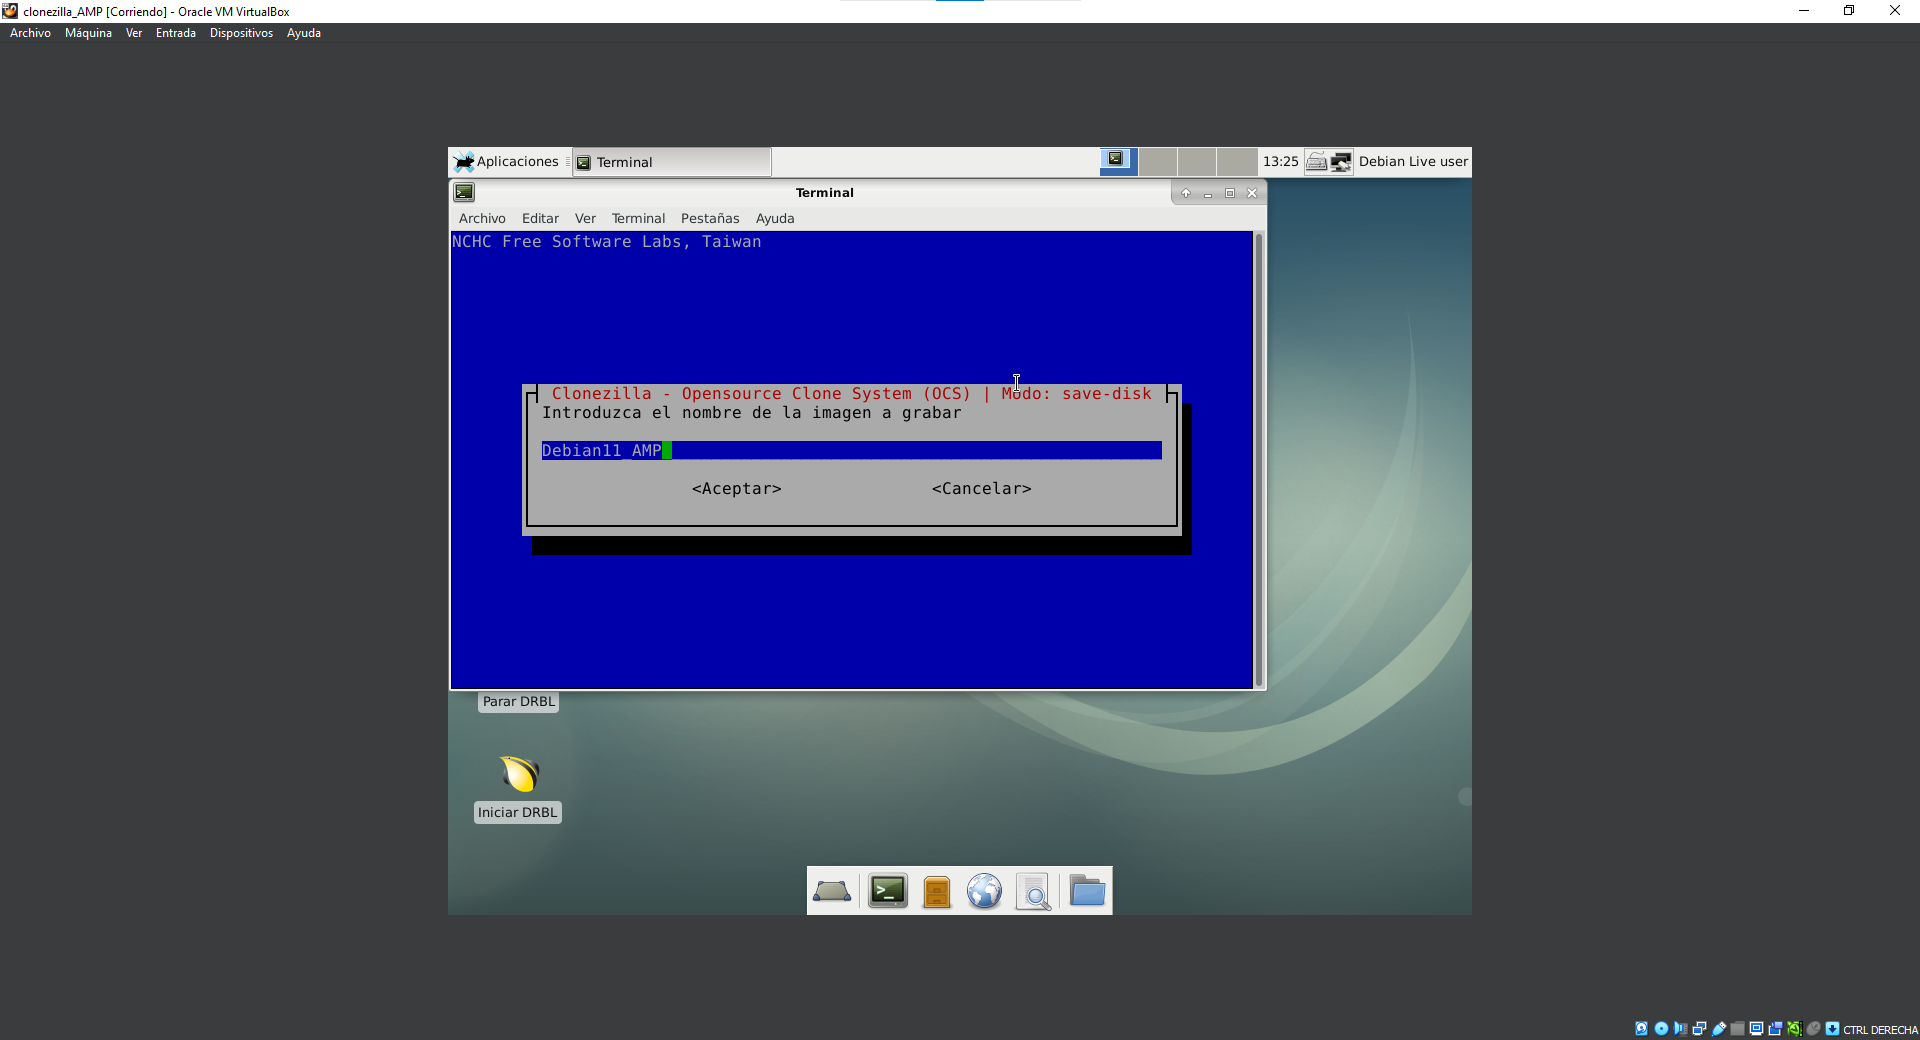 clonezilla_AMP [Corriendo] - Oracle VM VirtualBox
Archivo Máquina Ver Entrada Dispositivos Ayuda
Aplicaciones Terminal 13:25 Debian Live user
Terminal
Archivo Editar Ver Terminal Pestañas Ayuda
NCHC Free Software Labs, Taiwan
Clonezilla - Opensource Clone System (OCS) | Modo: save-disk
Introduzca el nombre de la imagen a grabar
Debian11_AMP
<Aceptar> <Cancelar>
Parar DRBL
Iniciar DRBL
CTRL DERECHA